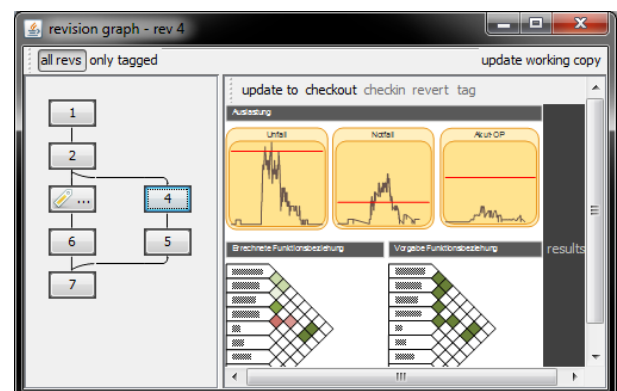 revision graph - rev 4
all revs only tagged
update working copy
update to checkout checkin revert tag
1
2
...
4
6
5
7
Auslastung
Unfall
Notfall
Akut-OP
Errechnete Funktionsbeziehung
Vorgabe Funktionsbeziehung
results